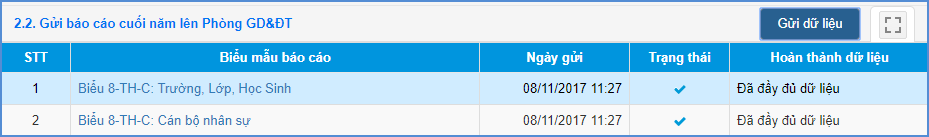 2.2. Gửi báo cáo cuối năm lên Phòng GD&ĐT Gửi dữ liệu
STT Biểu mẫu báo cáo Ngày gửi Trạng thái Hoàn thành dữ liệu
1 Biểu 8-TH-C: Trường, Lớp, Học Sinh 08/11/2017 11:27 Đã đẩy đủ dữ liệu
2 Biểu 8-TH-C: Cán bộ nhân sự 08/11/2017 11:27 Đã đẩy đủ dữ liệu